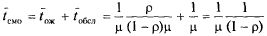 t̄смо = t̄ож + t̄обсл = 1/μ ρ/(1 – ρ)μ + 1/μ = 1/μ 1/(1 – ρ)